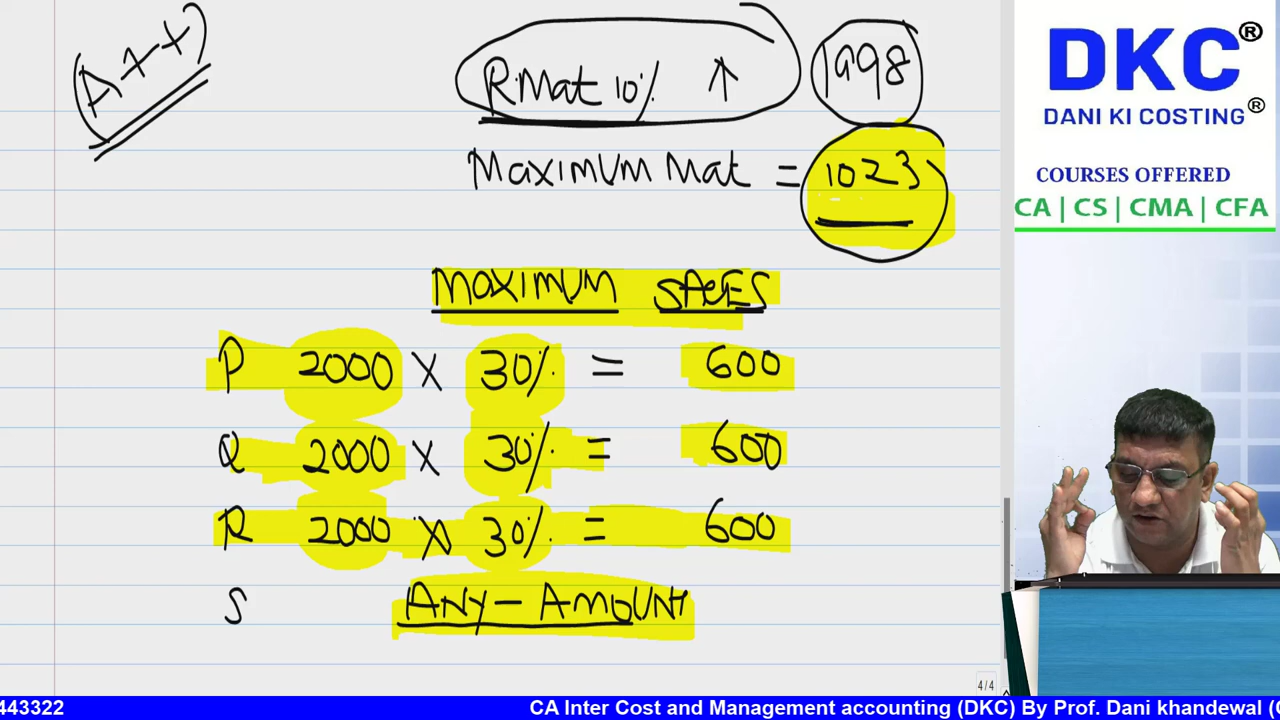 R.Mat 10% ↑ 1998
MAXIMUM Mat = 1023
MAXIMUM SALES
P 2000 X 30% = 600
Q 2000 X 30% = 600
R 2000 X 30% = 600
S ANY - AMOUNT
4/4
DKC®
DANI KI COSTING®
COURSES OFFERED
CA | CS | CMA | CFA
443322 CA Inter Cost and Management accounting (DKC) By Prof. Dani khandewal (